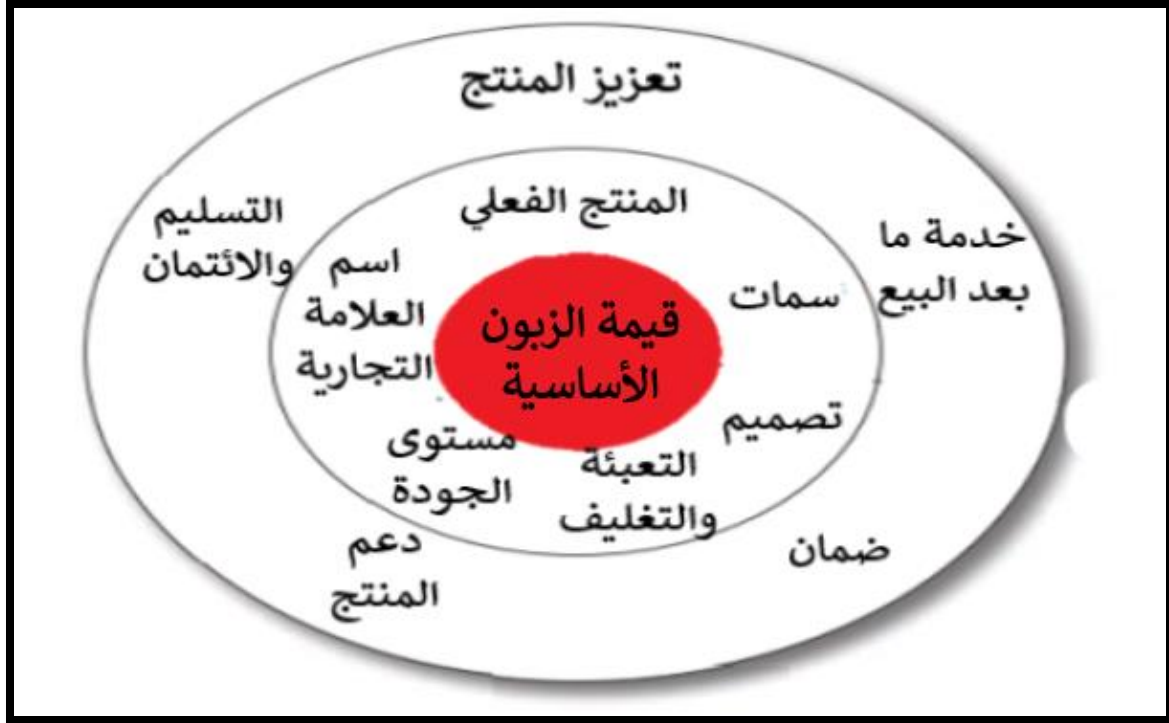 تعزيز المنتج
المنتج الفعلي
خدمة ما
بعد البيع
التسليم
والائتمان
اسم
العلامة
التجارية
سمات
قيمة الزبون
الأساسية
تصميم
مستوى
الجودة
التعبئة
والتغليف
ضمان
دعم
المنتج